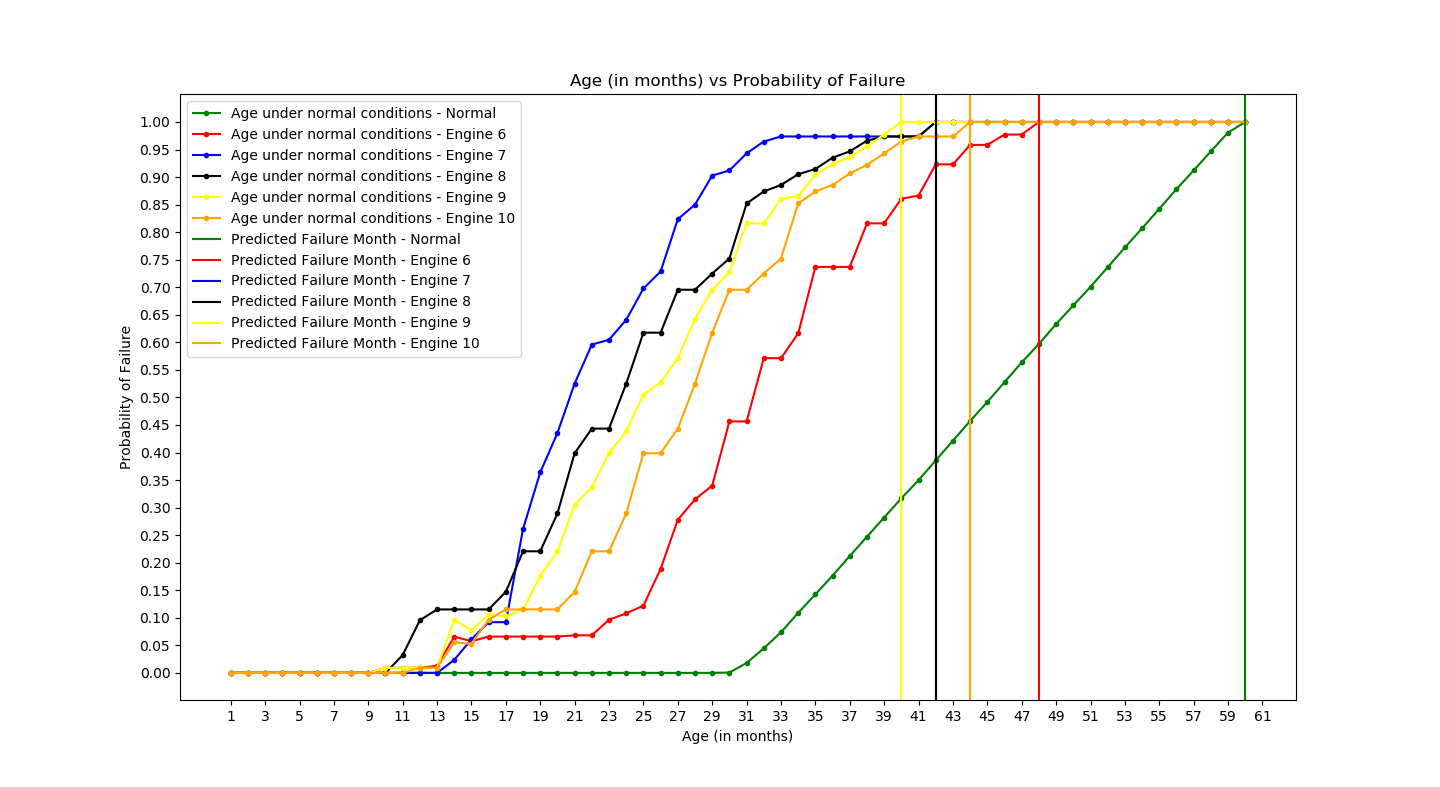 Age (in months) vs Probability of Failure
Age under normal conditions - Normal
Age under normal conditions - Engine 6
Age under normal conditions - Engine 7
Age under normal conditions - Engine 8
Age under normal conditions - Engine 9
Age under normal conditions - Engine 10
Predicted Failure Month - Normal
Predicted Failure Month - Engine 6
Predicted Failure Month - Engine 7
Predicted Failure Month - Engine 8
Predicted Failure Month - Engine 9
Predicted Failure Month - Engine 10
Probability of Failure
1.00
0.95
0.90
0.85
0.80
0.75
0.70
0.65
0.60
0.55
0.50
0.45
0.40
0.35
0.30
0.25
0.20
0.15
0.10
0.05
0.00
1 3 5 7 9 11 13 15 17 19 21 23 25 27 29 31 33 35 37 39 41 43 45 47 49 51 53 55 57 59 61
Age (in months)